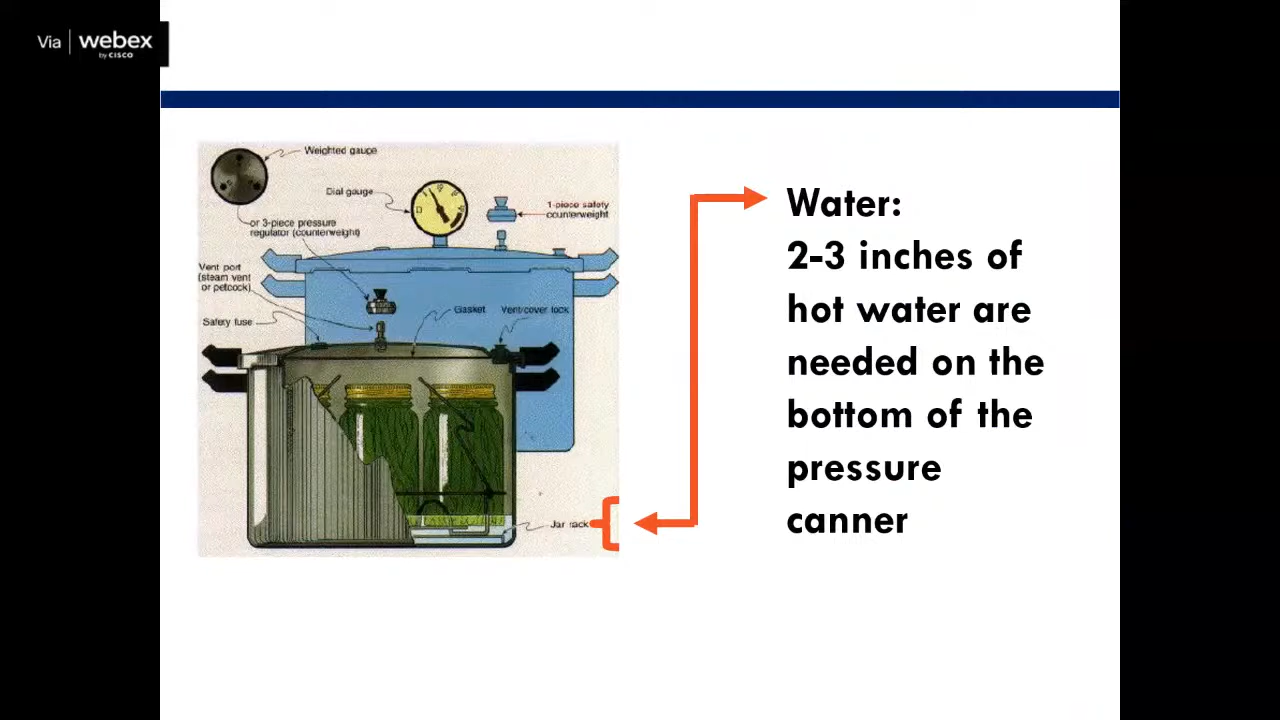 Via | webex
by CISCO
Weighted gauge
Dial gauge
1-piece safety
counterweight
or 3-piece pressure
regulator (counterweight)
Vent port
(steam vent
or petcock)
Safety fuse
Gasket
Vent/cover lock
Jar rack
Water:
2-3 inches of
hot water are
needed on the
bottom of the
pressure
canner